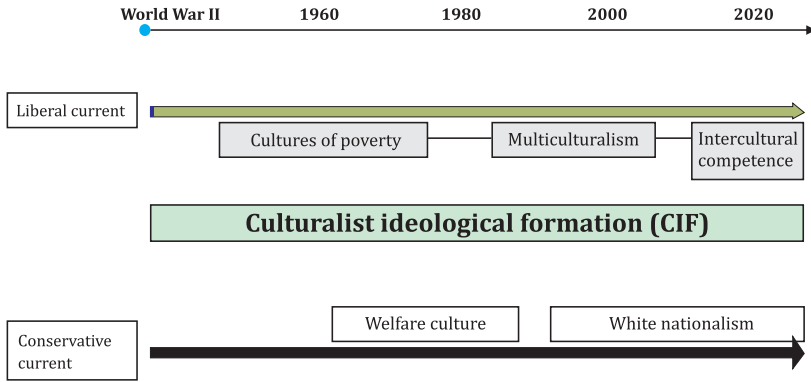 World War II 1960 1980 2000 2020
Liberal current
Cultures of poverty
Multiculturalism
Intercultural
competence
Culturalist ideological formation (CIF)
Welfare culture
White nationalism
Conservative
current